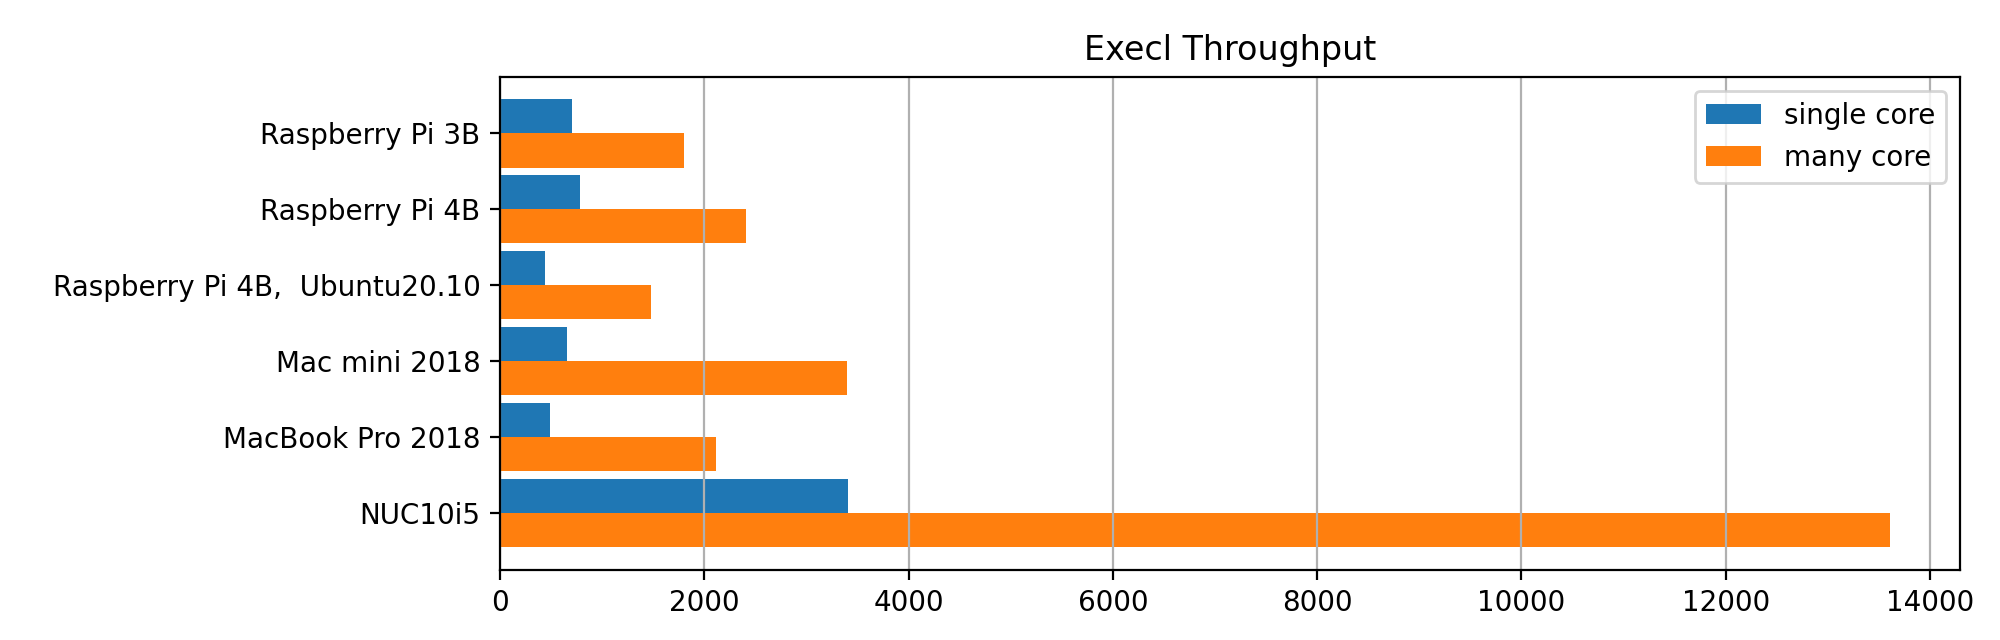 Execl Throughput
single core
many core
Raspberry Pi 3B
Raspberry Pi 4B
Raspberry Pi 4B,  Ubuntu20.10
Mac mini 2018
MacBook Pro 2018
NUC10i5
0 2000 4000 6000 8000 10000 12000 14000